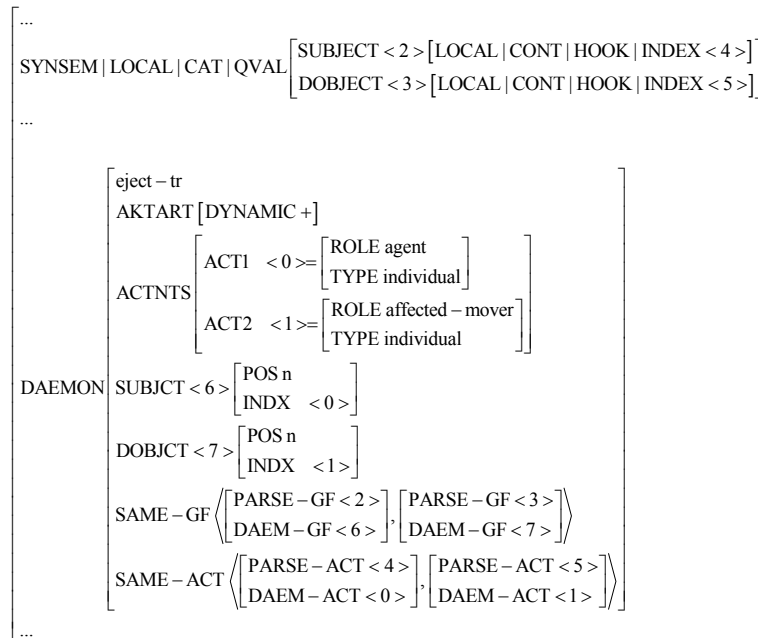 ...
SYNSEM | LOCAL | CAT | QVAL [SUBJECT < 2 > [LOCAL | CONT | HOOK | INDEX < 4 >]
DOBJECT < 3 > [LOCAL | CONT | HOOK | INDEX < 5 >]]
...
eject – tr
AKTART [DYNAMIC +]
ACTNTS [ACT1 < 0 >= [ROLE agent
TYPE individual]
ACT2 < 1 >= [ROLE affected – mover
TYPE individual]]
DAEMON SUBJCT < 6 > [POS n
INDX < 0 >]
DOBJCT < 7 > [POS n
INDX < 1 >]
SAME – GF ⟨[PARSE – GF < 2 >
DAEM – GF < 6 >], [PARSE – GF < 3 >
DAEM – GF < 7 >]⟩
SAME – ACT ⟨[PARSE – ACT < 4 >
DAEM – ACT < 0 >], [PARSE – ACT < 5 >
DAEM – ACT < 1 >]⟩
...